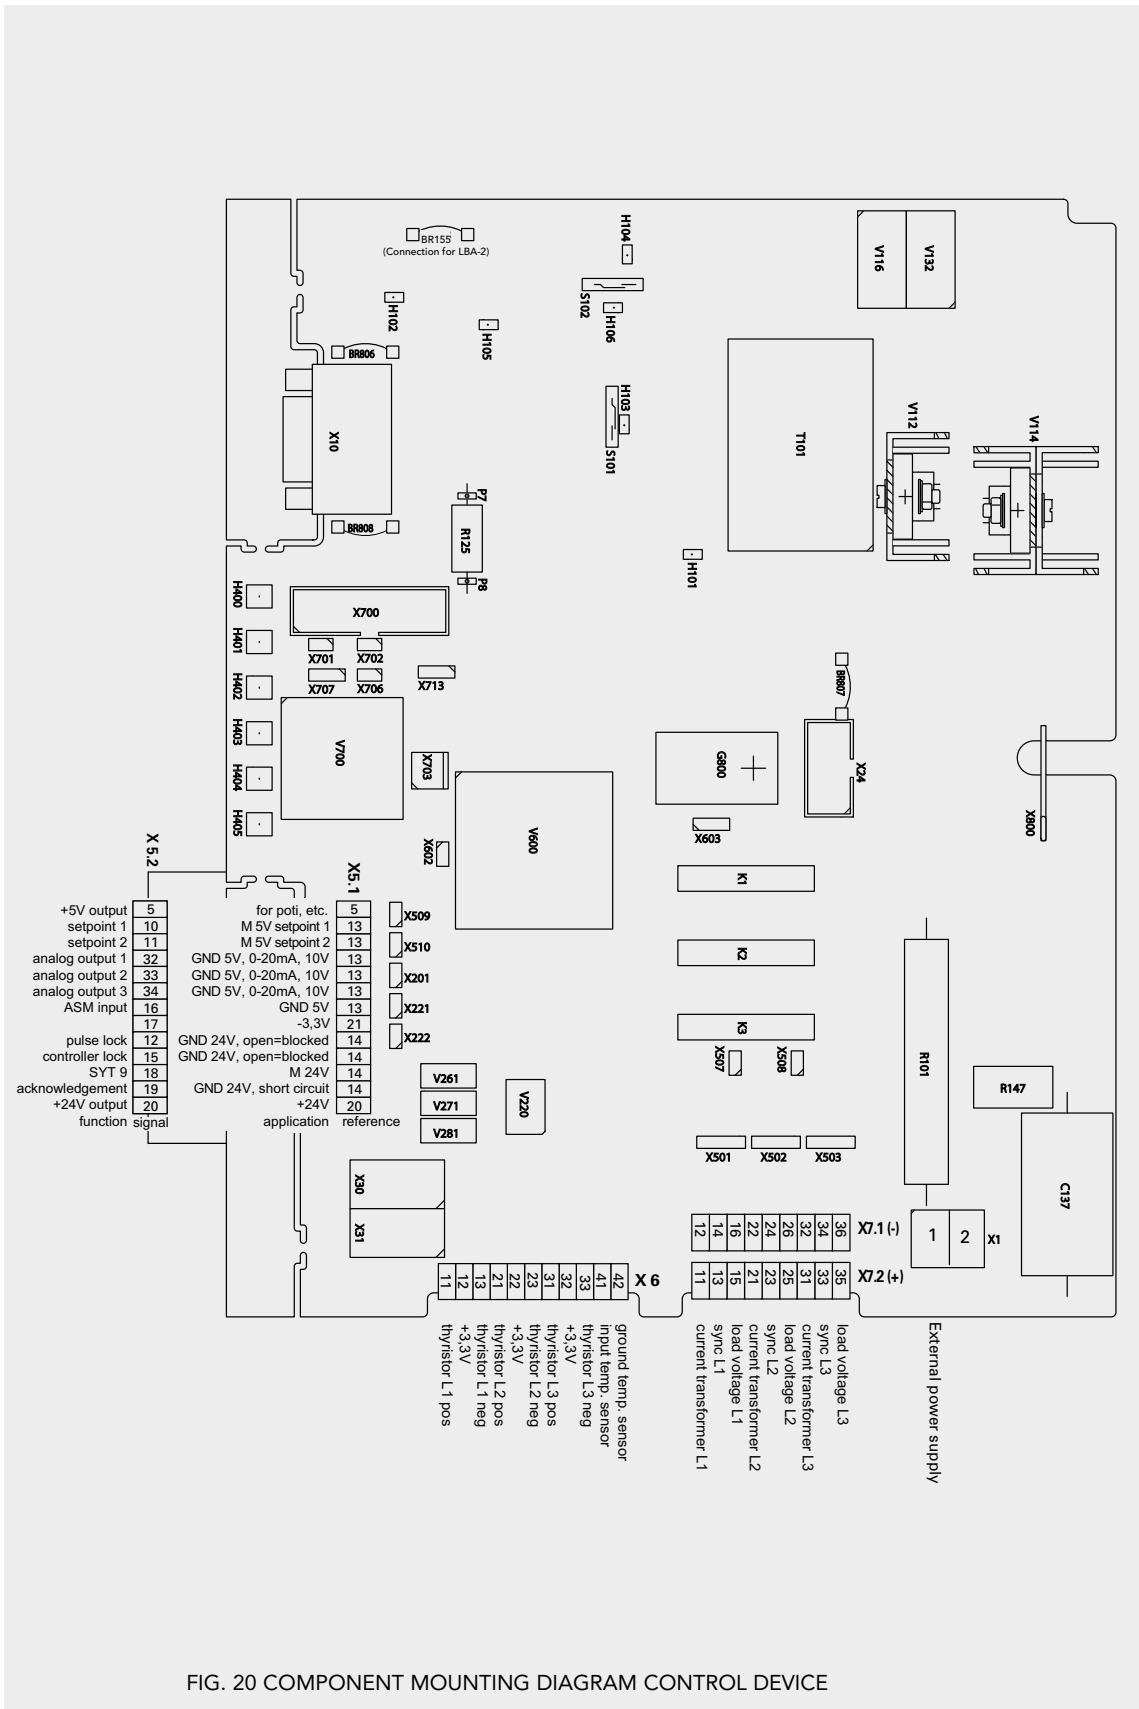 BR155
(Connection for LBA-2)
H104
S102
H106
H102
H105
V116
V132
BR806
X10
BR808
H103
S101
T101
V112
V114
P7
R125
P8
H101
H400
H401
H402
H403
H404
H405
X700
X701
X702
X707
X706
X713
V700
X703
BR807
G800
X24
X800
X603
V600
X602
K1
K2
K3
X507
X508
X509
X510
X201
X221
X222
X 5.2
X5.1
+5V output 5 for poti, etc. 5
setpoint 1 10 M 5V setpoint 1 13
setpoint 2 11 M 5V setpoint 2 13
analog output 1 32 GND 5V, 0-20mA, 10V 13
analog output 2 33 GND 5V, 0-20mA, 10V 13
analog output 3 34 GND 5V, 0-20mA, 10V 13
ASM input 16 GND 5V 13
17 -3,3V 21
pulse lock 12 GND 24V, open=blocked 14
controller lock 15 GND 24V, open=blocked 14
SYT 9 18 M 24V 14
acknowledgement 19 GND 24V, short circuit 14
+24V output 20 +24V 20
function signal application reference
V261
V271
V281
V220
R101
R147
C137
X501
X502
X503
X30
X31
12 14 16 22 24 26 32 34 36 X7.1 (-)
11 13 15 21 23 25 31 33 35 X7.2 (+)
1 2 X1
11 12 13 21 22 23 31 32 33 41 42 X 6
thyristor L1 pos
+3,3V
thyristor L1 neg
thyristor L2 pos
+3,3V
thyristor L2 neg
thyristor L3 pos
+3,3V
thyristor L3 neg
input temp. sensor
ground temp. sensor
current transformer L1
sync L1
load voltage L1
current transformer L2
sync L2
load voltage L2
current transformer L3
sync L3
load voltage L3
External power supply
FIG. 20 COMPONENT MOUNTING DIAGRAM CONTROL DEVICE